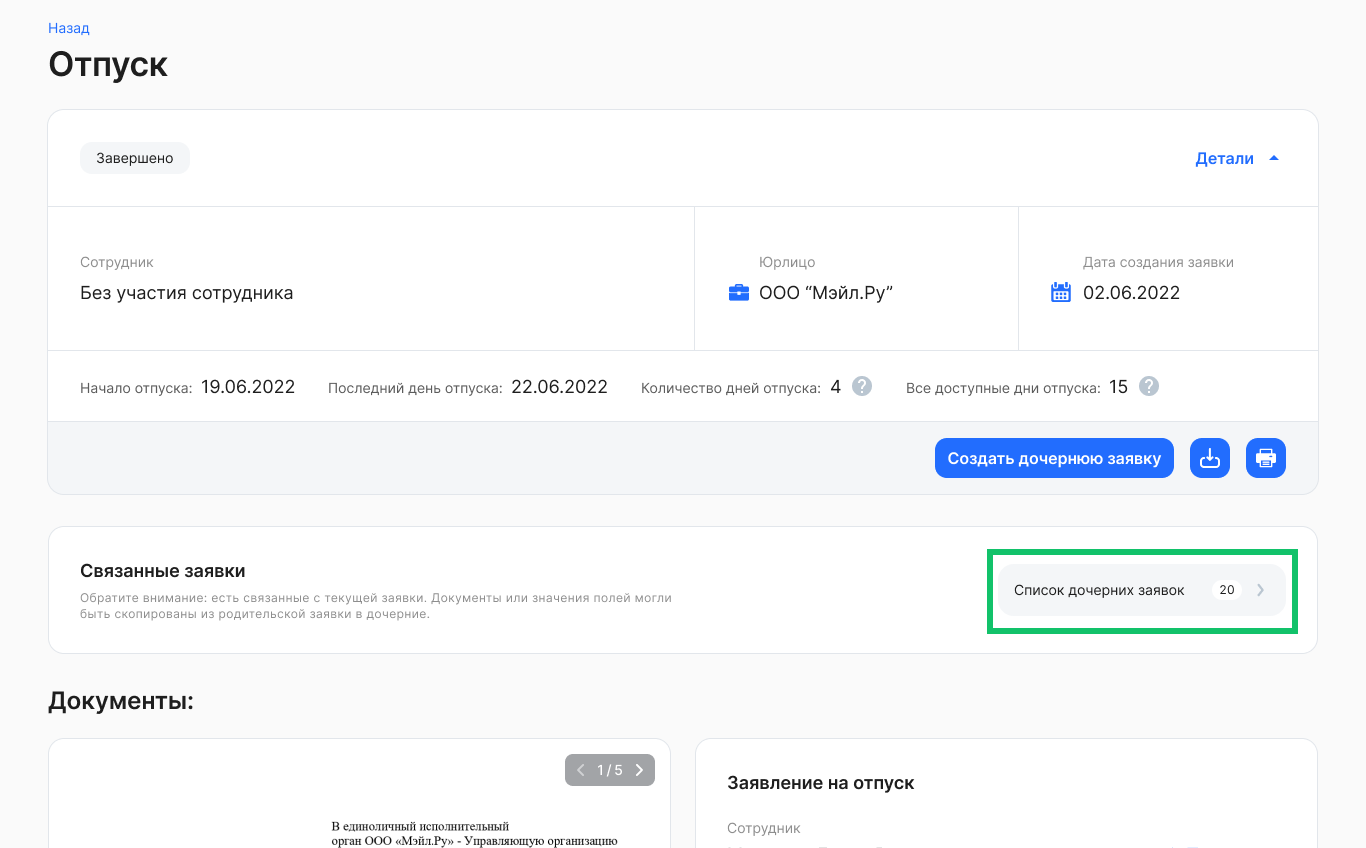 Назад
Отпуск
Завершено
Детали
Сотрудник
Без участия сотрудника
Юрлицо
ООО “Мэйл.Ру”
Дата создания заявки
02.06.2022
Начало отпуска: 19.06.2022 Последний день отпуска: 22.06.2022 Количество дней отпуска: 4 ? Все доступные дни отпуска: 15 ?
Создать дочернюю заявку
Связанные заявки
Обратите внимание: есть связанные с текущей заявки. Документы или значения полей могли
быть скопированы из родительской заявки в дочерние.
Список дочерних заявок 20
Документы:
1 / 5
В единоличный исполнительный
орган ООО «Мэйл.Ру» - Управляющую организацию
Заявление на отпуск
Сотрудник